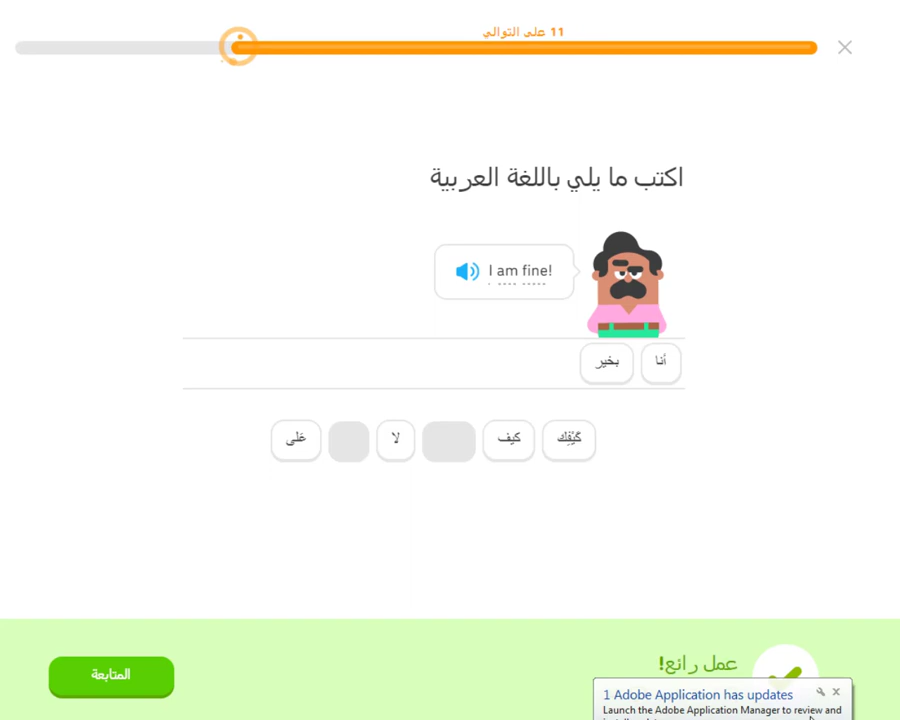 11 على التوالي
اكتب ما يلي باللغة العربية
I am fine!
أنا بخير
كَيْفِك كيف لا عَلى
عمل رائع!
المتابعة
1 Adobe Application has updates
Launch the Adobe Application Manager to review and